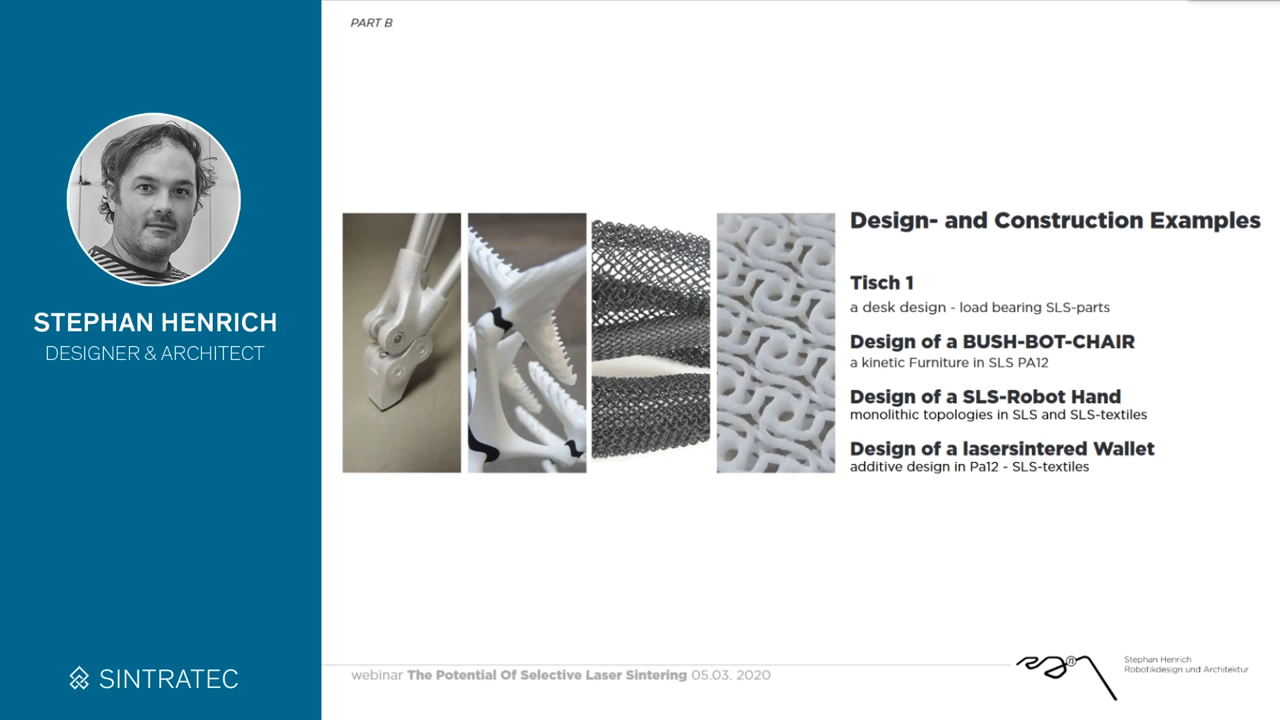 PART B
STEPHAN HENRICH
DESIGNER & ARCHITECT
SINTRATEC
Design- and Construction Examples
Tisch 1
a desk design - load bearing SLS-parts
Design of a BUSH-BOT-CHAIR
a kinetic Furniture in SLS PA12
Design of a SLS-Robot Hand
monolithic topologies in SLS and SLS-textiles
Design of a lasersintered Wallet
additive design in Pa12 - SLS-textiles
webinar The Potential Of Selective Laser Sintering 05.03. 2020
Stephan Henrich
Robotikdesign und Architektur